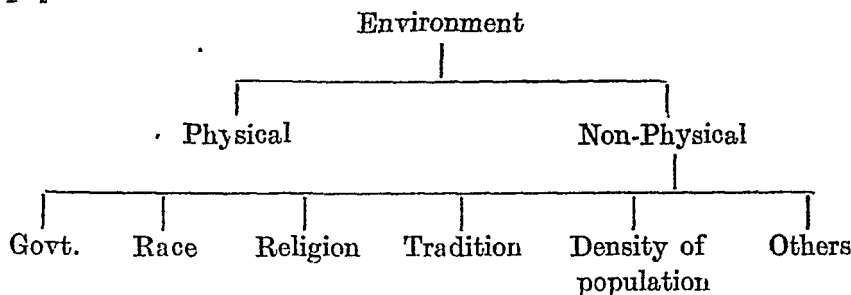 Environment
Physical Non-Physical
Govt. Race Religion Tradition Density of Others
population